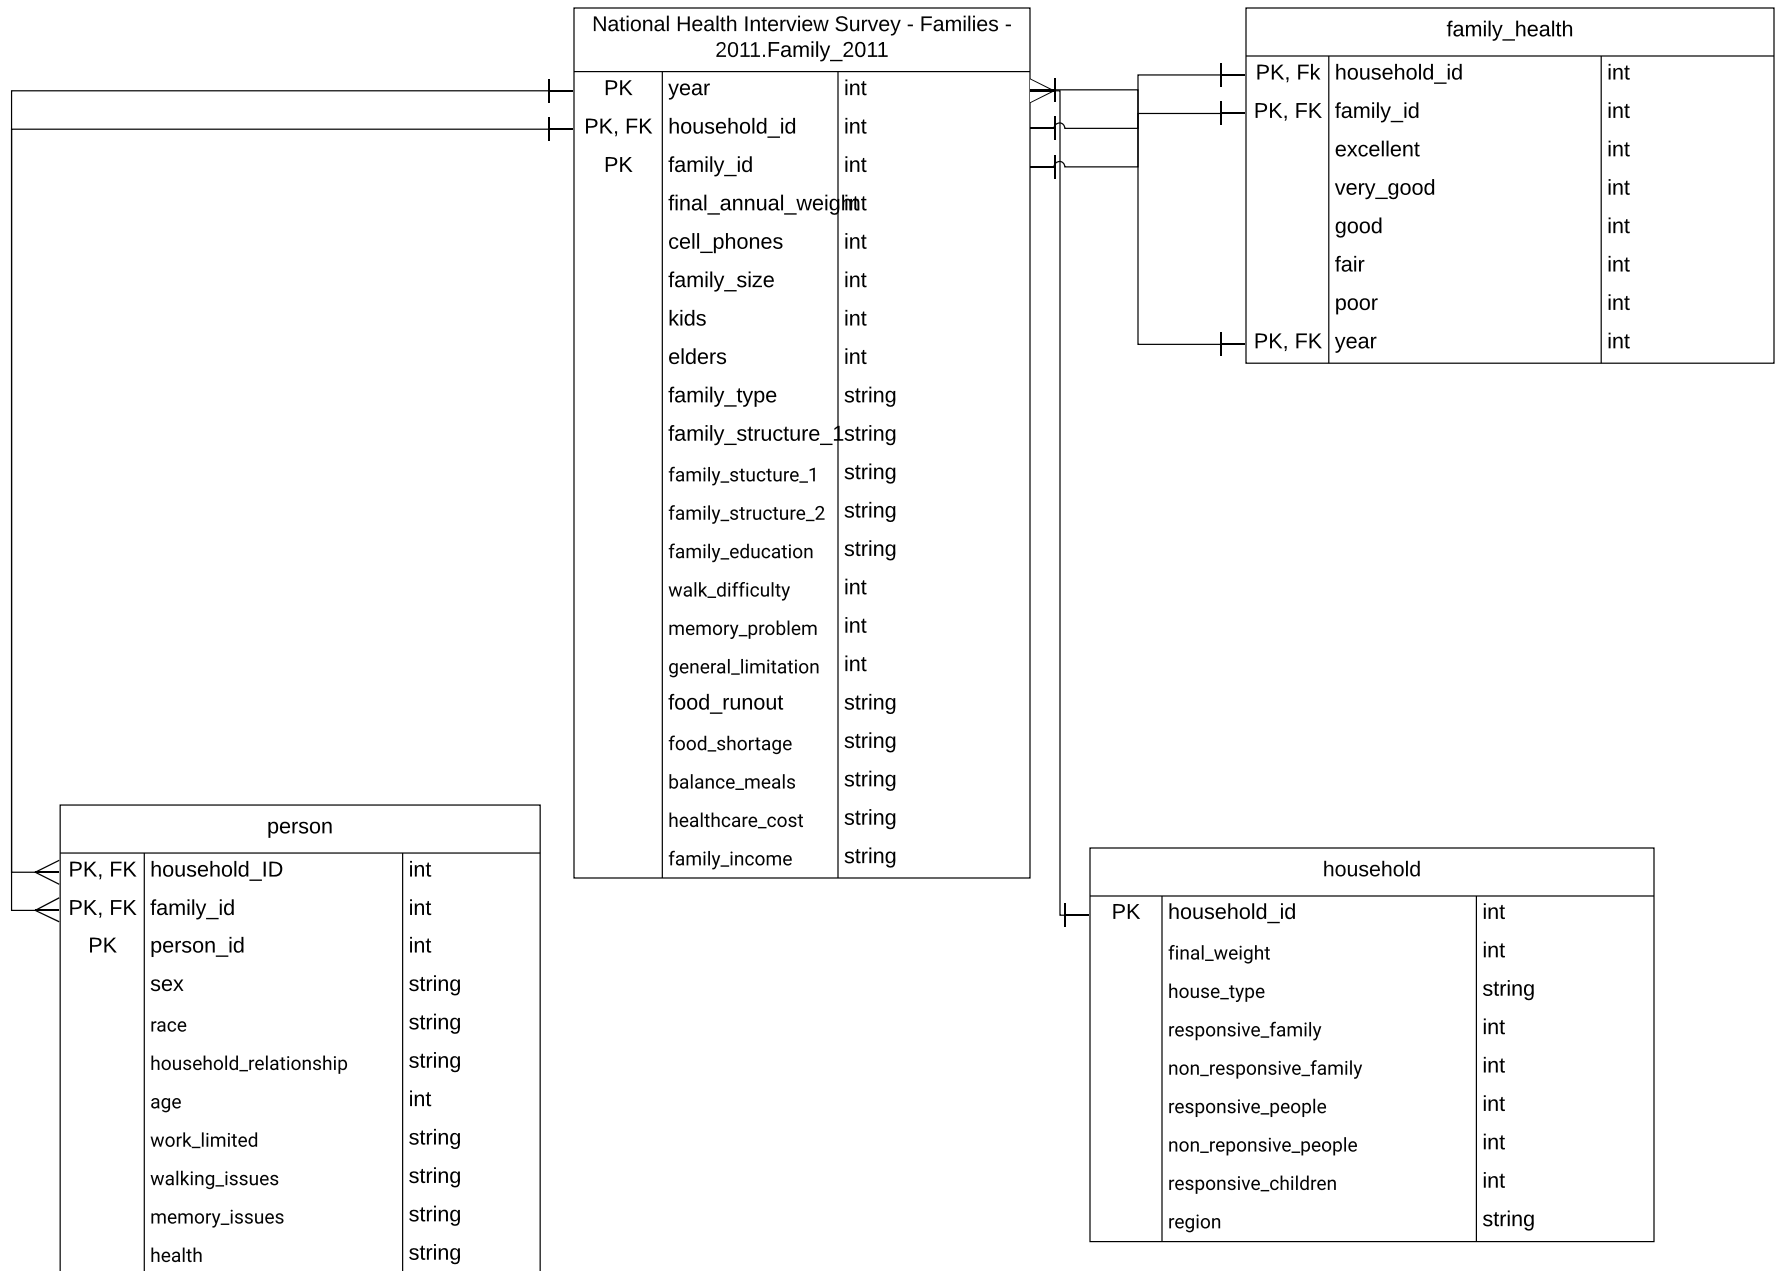 National Health Interview Survey - Families -
2011.Family_2011
PK year int
PK, FK household_id int
PK family_id int
final_annual_weight int
cell_phones int
family_size int
kids int
elders int
family_type string
family_structure_1 string
family_stucture_1 string
family_structure_2 string
family_education string
walk_difficulty int
memory_problem int
general_limitation int
food_runout string
food_shortage string
balance_meals string
healthcare_cost string
family_income string
family_health
PK, Fk household_id int
PK, FK family_id int
excellent int
very_good int
good int
fair int
poor int
PK, FK year int
person
PK, FK household_ID int
PK, FK family_id int
PK person_id int
sex string
race string
household_relationship string
age int
work_limited string
walking_issues string
memory_issues string
health string
household
PK household_id int
final_weight int
house_type string
responsive_family int
non_responsive_family int
responsive_people int
non_reponsive_people int
responsive_children int
region string